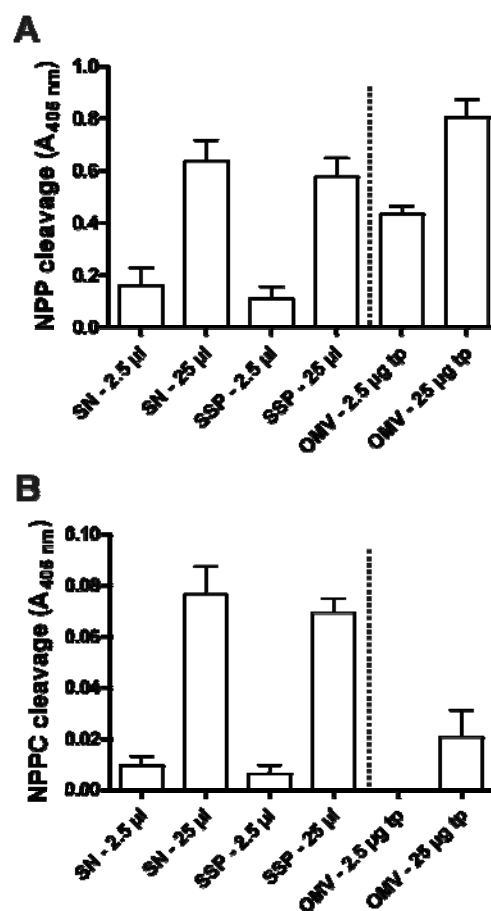 A
NPP cleavage (A405 nm)
1.0
0.8
0.6
0.4
0.2
0.0
SN - 2.5 µl
SN - 25 µl
SSP - 2.5 µl
SSP - 25 µl
OMV - 2.5 µg tp
OMV - 25 µg tp
B
NPPC cleavage (A405 nm)
0.10
0.08
0.06
0.04
0.02
0.00
SN - 2.5 µl
SN - 25 µl
SSP - 2.5 µl
SSP - 25 µl
OMV - 2.5 µg tp
OMV - 25 µg tp